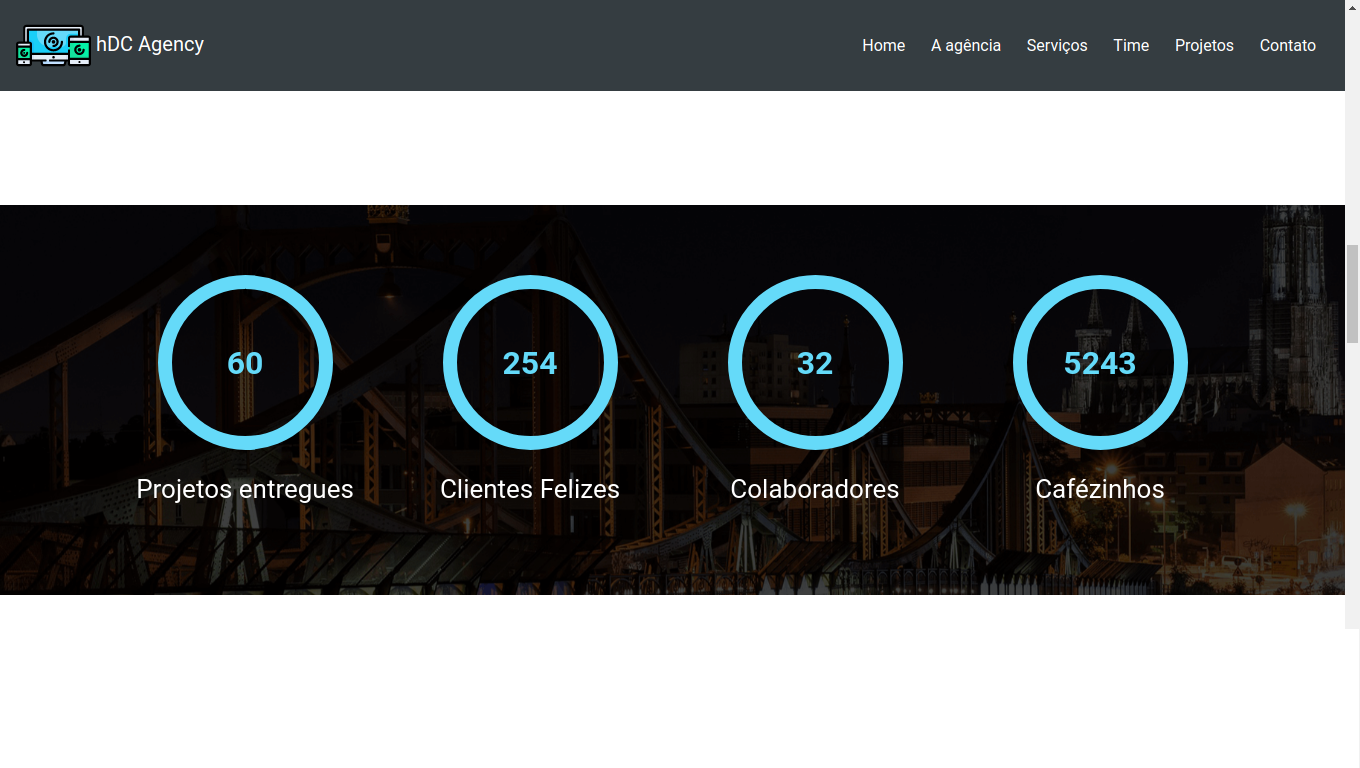 hDC Agency
Home A agência Serviços Time Projetos Contato
60 254 32 5243
Projetos entregues Clientes Felizes Colaboradores Cafézinhos